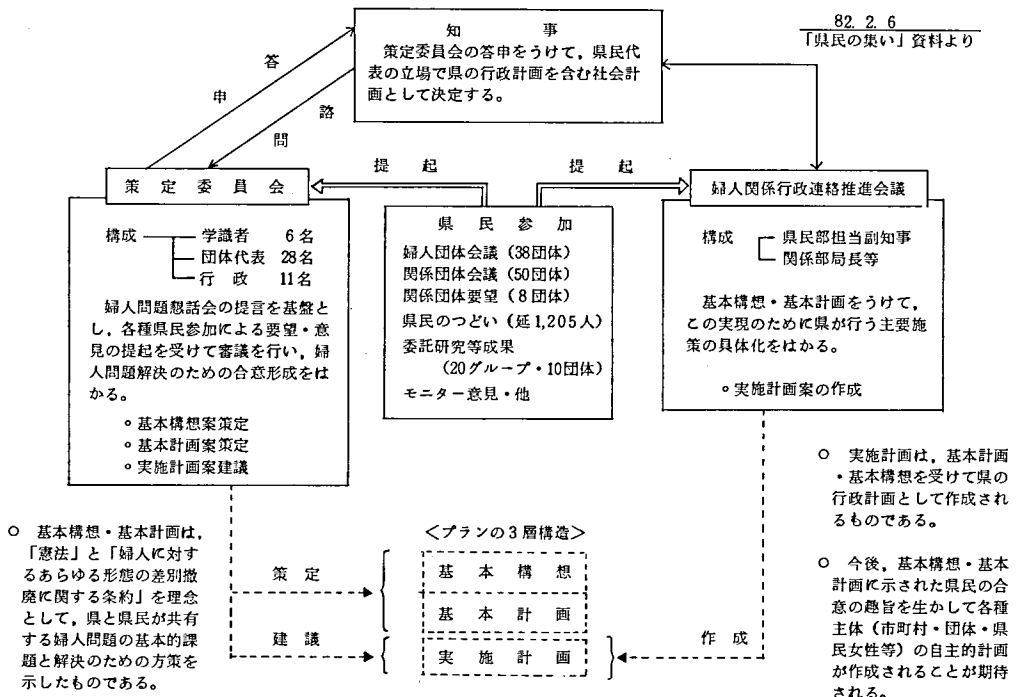 82. 2. 6
「県民の集い」資料より
知　事
策定委員会の答申をうけて，県民代
表の立場で県の行政計画を含む社会計
画として決定する。
答
申
諮
問
提　起
提　起
策　定　委　員　会
構成
学識者　6名
団体代表　28名
行　政　11名
婦人問題懇話会の提言を基盤と
し，各種県民参加による要望・意
見の提起を受けて審議を行い，婦
人問題解決のための合意形成をは
かる。
◦基本構想案策定
◦基本計画案策定
◦実施計画案建議
県　民　参　加
婦人団体会議（38団体）
関係団体会議（50団体）
関係団体要望（8団体）
県民のつどい（延1,205人）
委託研究等成果
（20グループ・10団体）
モニター意見・他
婦人関係行政連絡推進会議
構成
県民部担当副知事
関係部局長等
基本構想・基本計画をうけて，
この実現のために県が行う主要施
策の具体化をはかる。
◦実施計画案の作成
○　基本構想・基本計画は，
「憲法」と「婦人に対す
るあらゆる形態の差別撤
廃に関する条約」を理念
として，県と県民が共有
する婦人問題の基本的課
題と解決のための方策を
示したものである。
＜プランの3層構造＞
策　定
基　本　構　想
基　本　計　画
建　議
実　施　計　画
作　成
○　実施計画は，基本計画
・基本構想を受けて県の
行政計画として作成され
るものである。
○　今後，基本構想・基本
計画に示された県民の合
意の趣旨を生かして各種
主体（市町村・団体・県
民女性等）の自主的計画
が作成されることが期待
される。